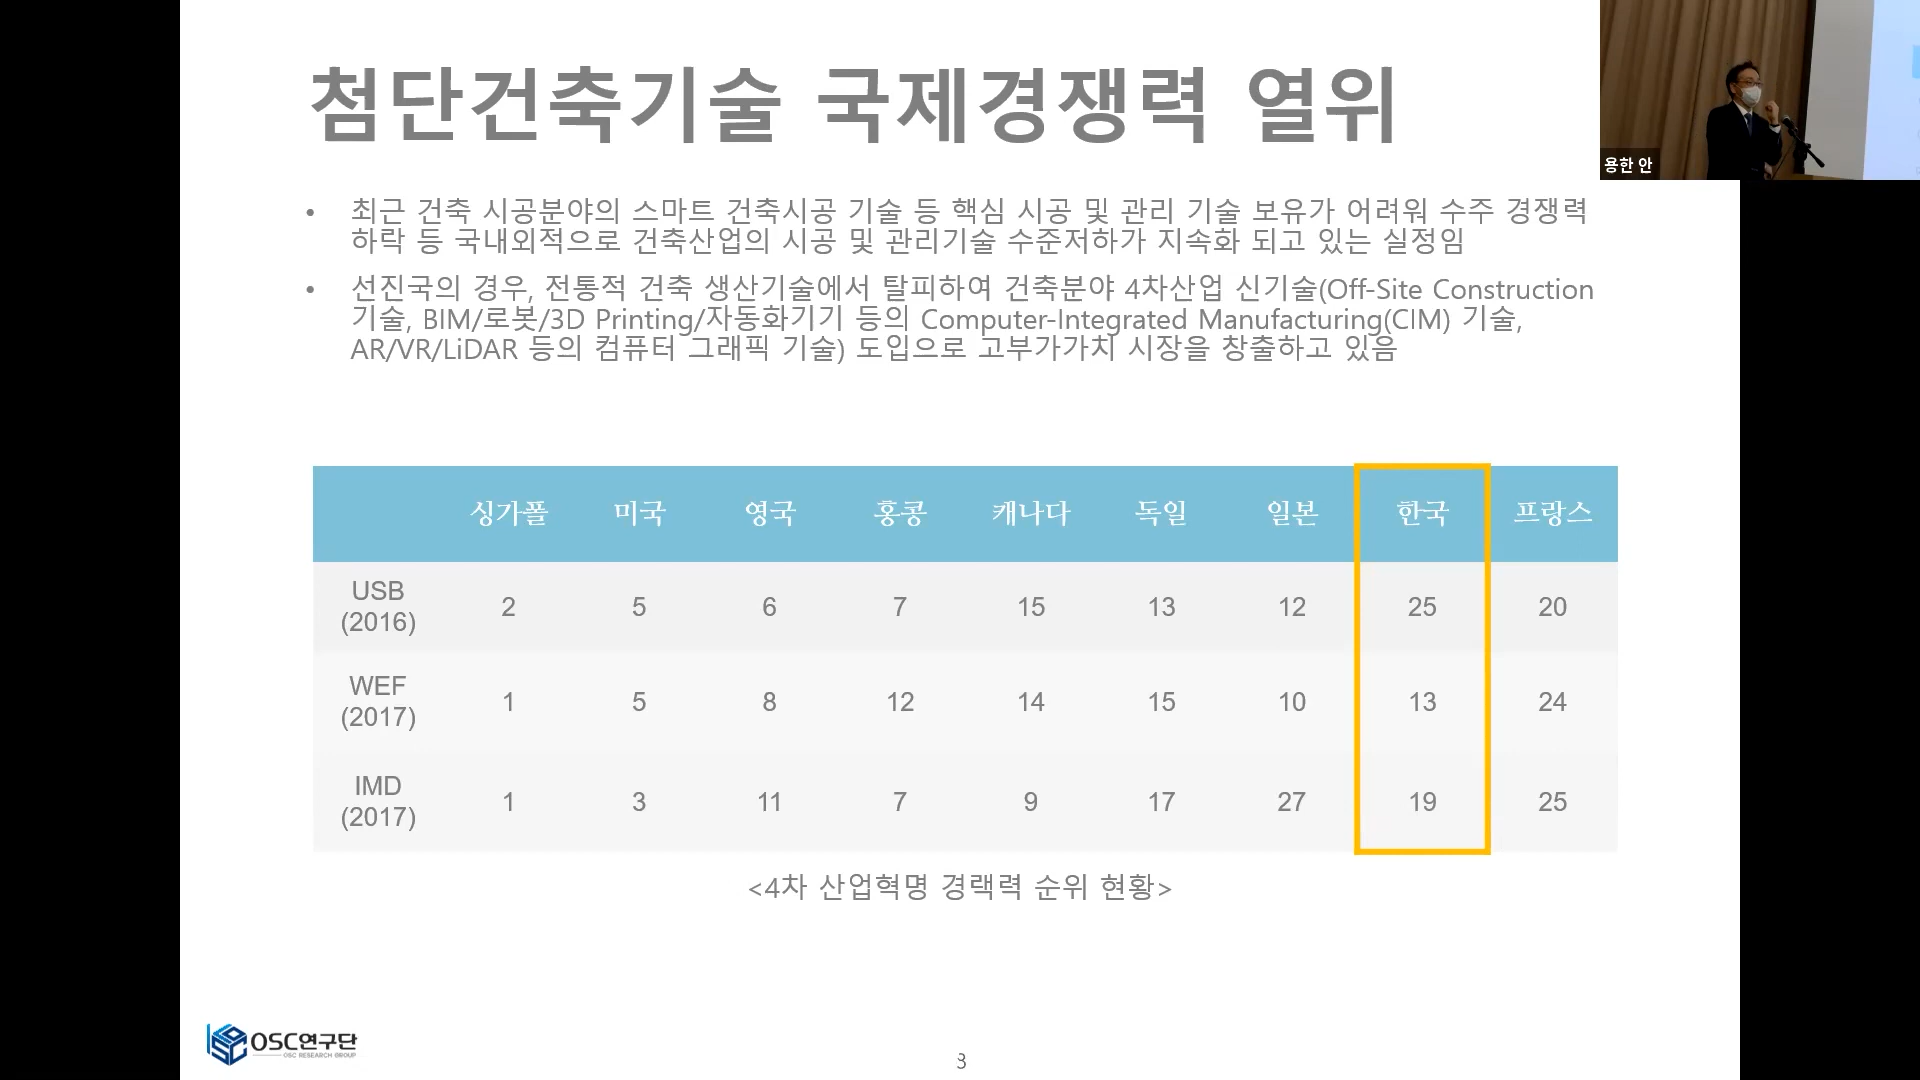 첨단건축기술 국제경쟁력 열위
용한 안
• 최근 건축 시공분야의 스마트 건축시공 기술 등 핵심 시공 및 관리 기술 보유가 어려워 수주 경쟁력
하락 등 국내외적으로 건축산업의 시공 및 관리기술 수준저하가 지속화 되고 있는 실정임
• 선진국의 경우, 전통적 건축 생산기술에서 탈피하여 건축분야 4차산업 신기술(Off-Site Construction
기술, BIM/로봇/3D Printing/자동화기기 등의 Computer-Integrated Manufacturing(CIM) 기술,
AR/VR/LiDAR 등의 컴퓨터 그래픽 기술) 도입으로 고부가가치 시장을 창출하고 있음
싱가폴 미국 영국 홍콩 캐나다 독일 일본 한국 프랑스
USB
(2016) 2 5 6 7 15 13 12 25 20
WEF
(2017) 1 5 8 12 14 15 10 13 24
IMD
(2017) 1 3 11 7 9 17 27 19 25
<4차 산업혁명 경랙력 순위 현황>
OSC연구단
OSC RESEARCH GROUP
3